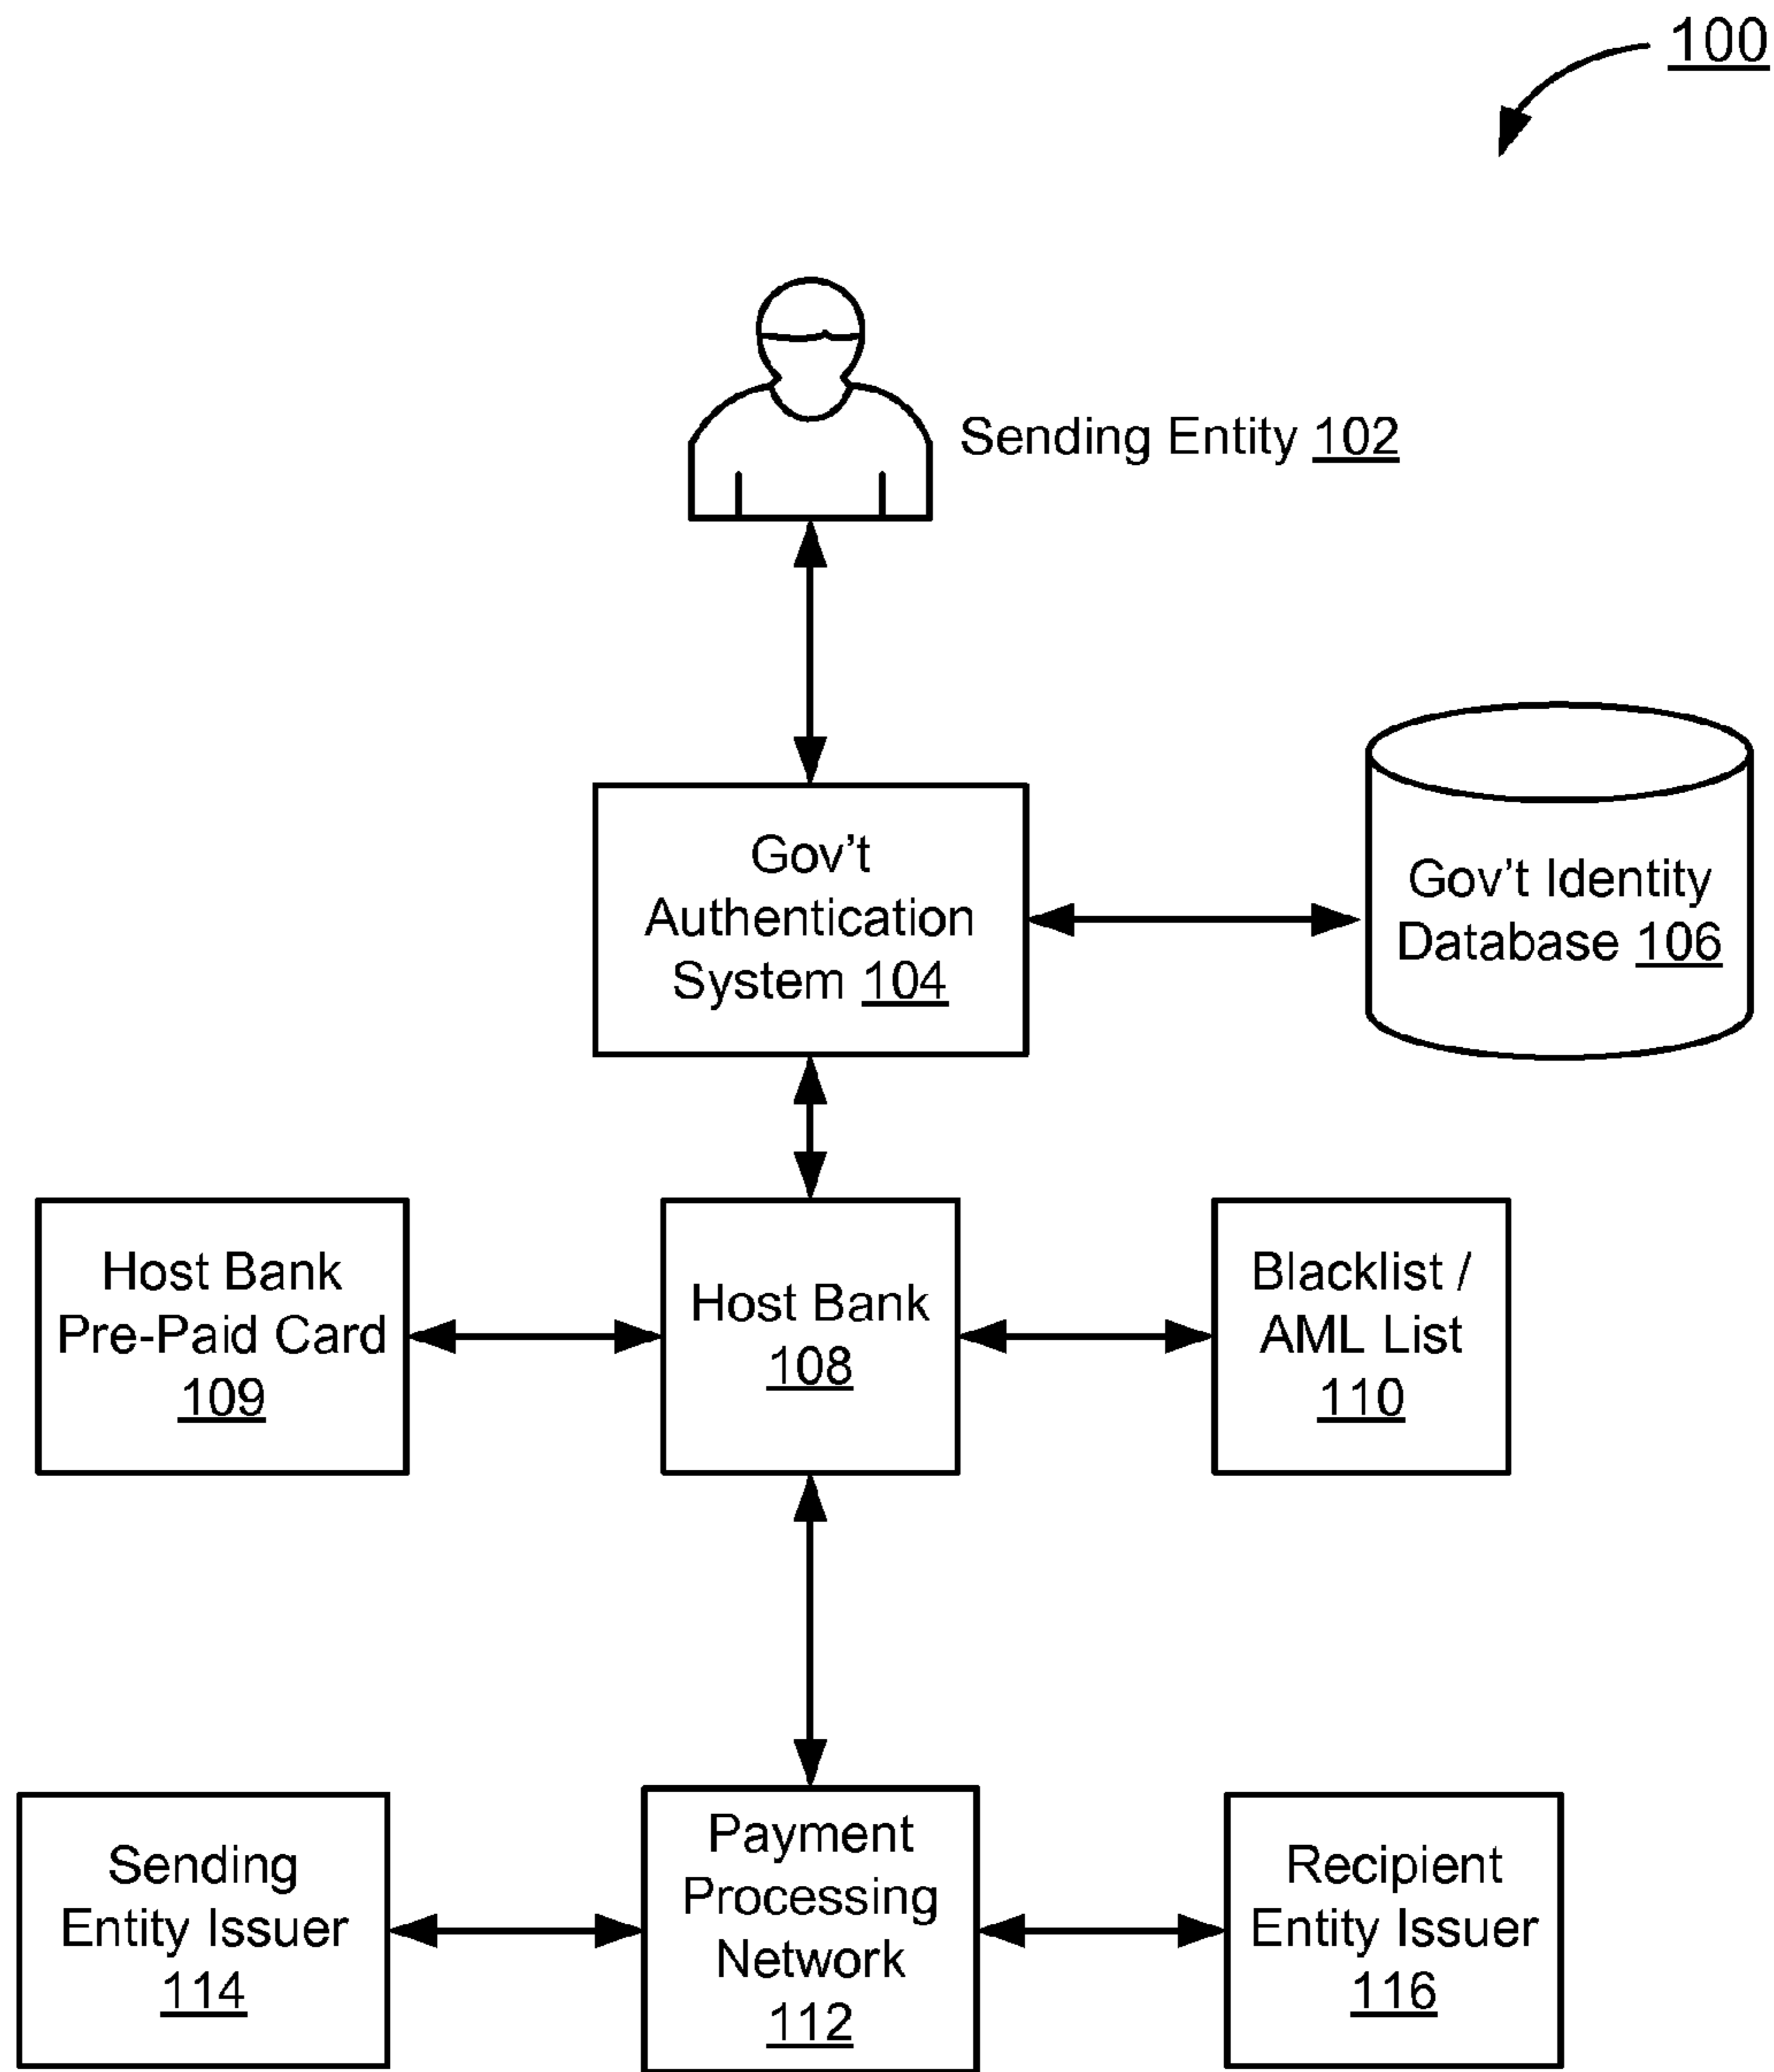 100
Sending Entity 102
Gov't
Authentication
System 104
Gov't Identity
Database 106
Host Bank
Pre-Paid Card
109
Host Bank
108
Blacklist /
AML List
110
Sending
Entity Issuer
114
Payment
Processing
Network
112
Recipient
Entity Issuer
116